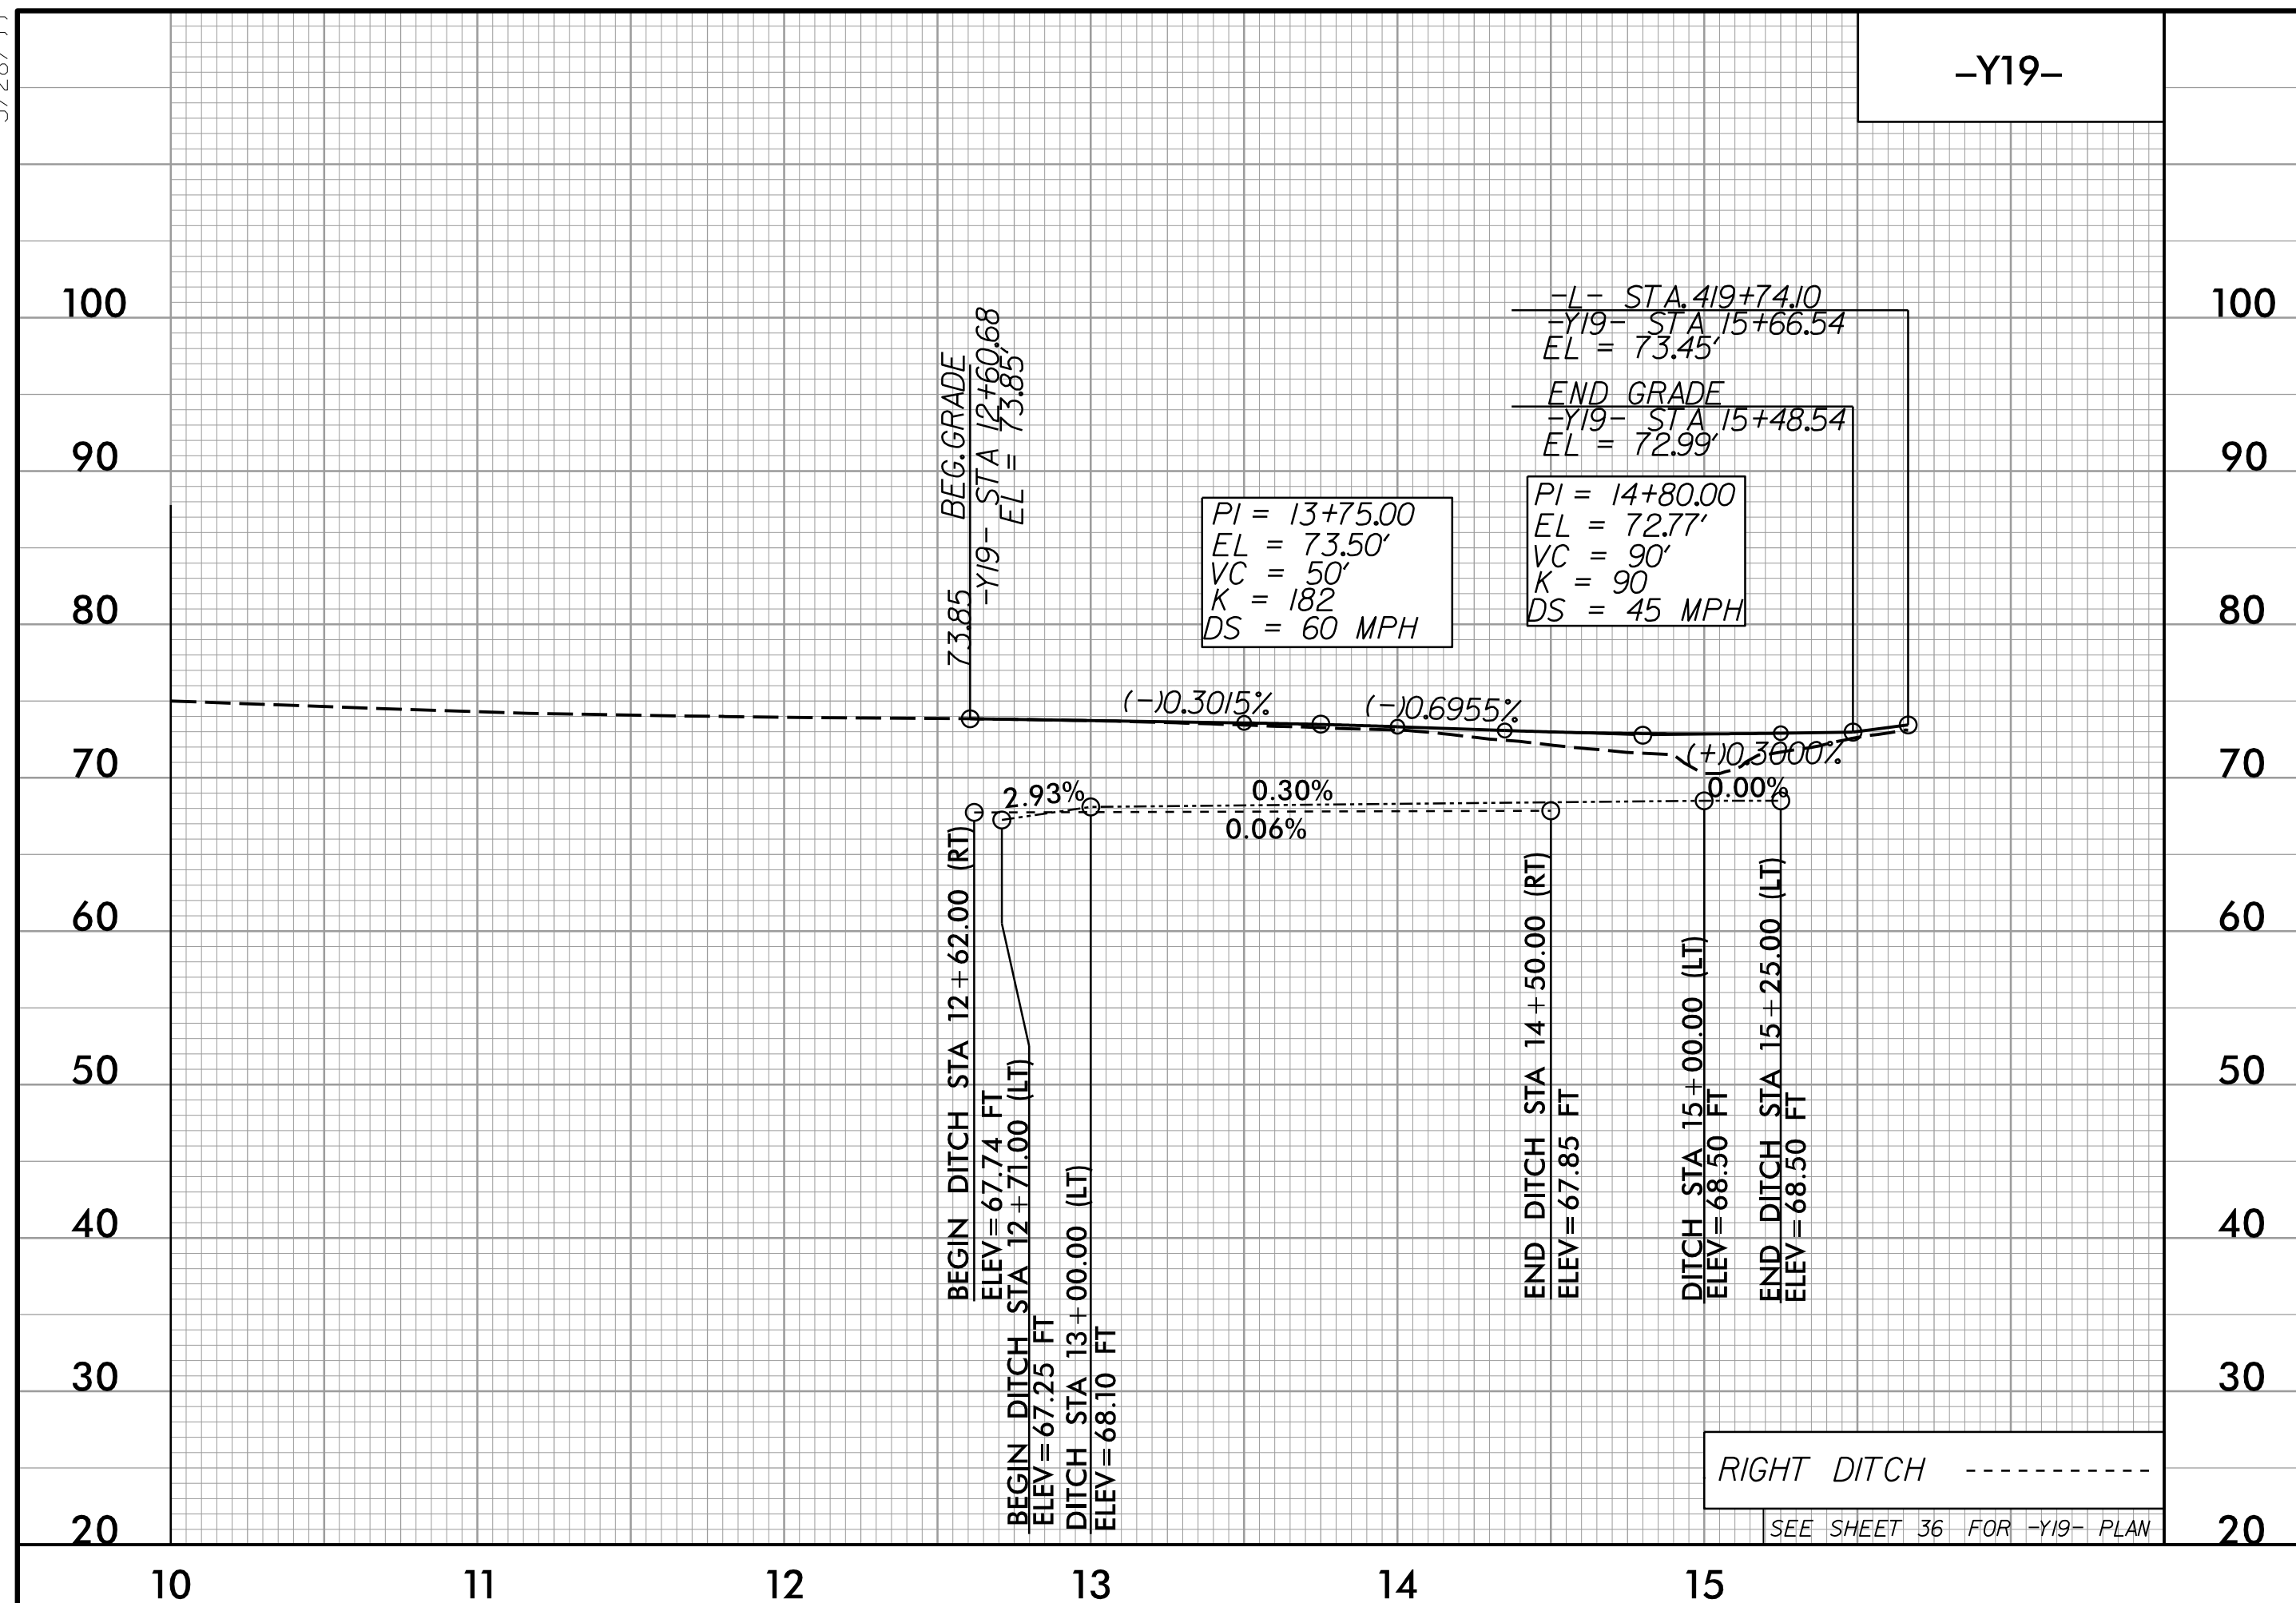 –Y19–
100
90
80
70
60
50
40
30
20
100
90
80
70
60
50
40
30
20
BEG.GRADE
-Y19- STA 12+60.68
EL = 73.85'
73.85
-L- STA.419+74.10
-Y19- STA 15+66.54
EL = 73.45'
END GRADE
-Y19- STA 15+48.54
EL = 72.99'
PI = 13+75.00
EL = 73.50'
VC = 50'
K = 182
DS = 60 MPH
PI = 14+80.00
EL = 72.77'
VC = 90'
K = 90
DS = 45 MPH
(-)0.3015%
(-)0.6955%
(+)0.3000%
2.93%
0.30%
0.00%
0.06%
BEGIN DITCH STA 12+62.00 (RT)
ELEV=67.74 FT
BEGIN DITCH STA 12+71.00 (LT)
ELEV=67.25 FT
DITCH STA 13+00.00 (LT)
ELEV=68.10 FT
END DITCH STA 14+50.00 (RT)
ELEV=67.85 FT
DITCH STA 15+00.00 (LT)
ELEV=68.50 FT
END DITCH STA 15+25.00 (LT)
ELEV=68.50 FT
RIGHT DITCH
SEE SHEET 36 FOR -Y19- PLAN
10
11
12
13
14
15